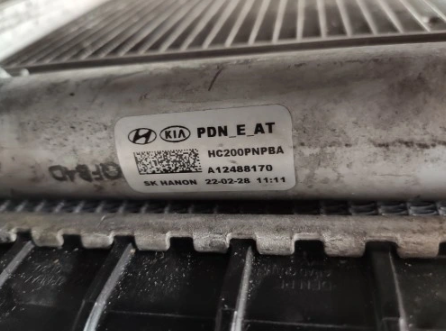 KIA PDN_E_AT
HC200PNPBA
A12488170
SK HANON 22-02-28 11:11